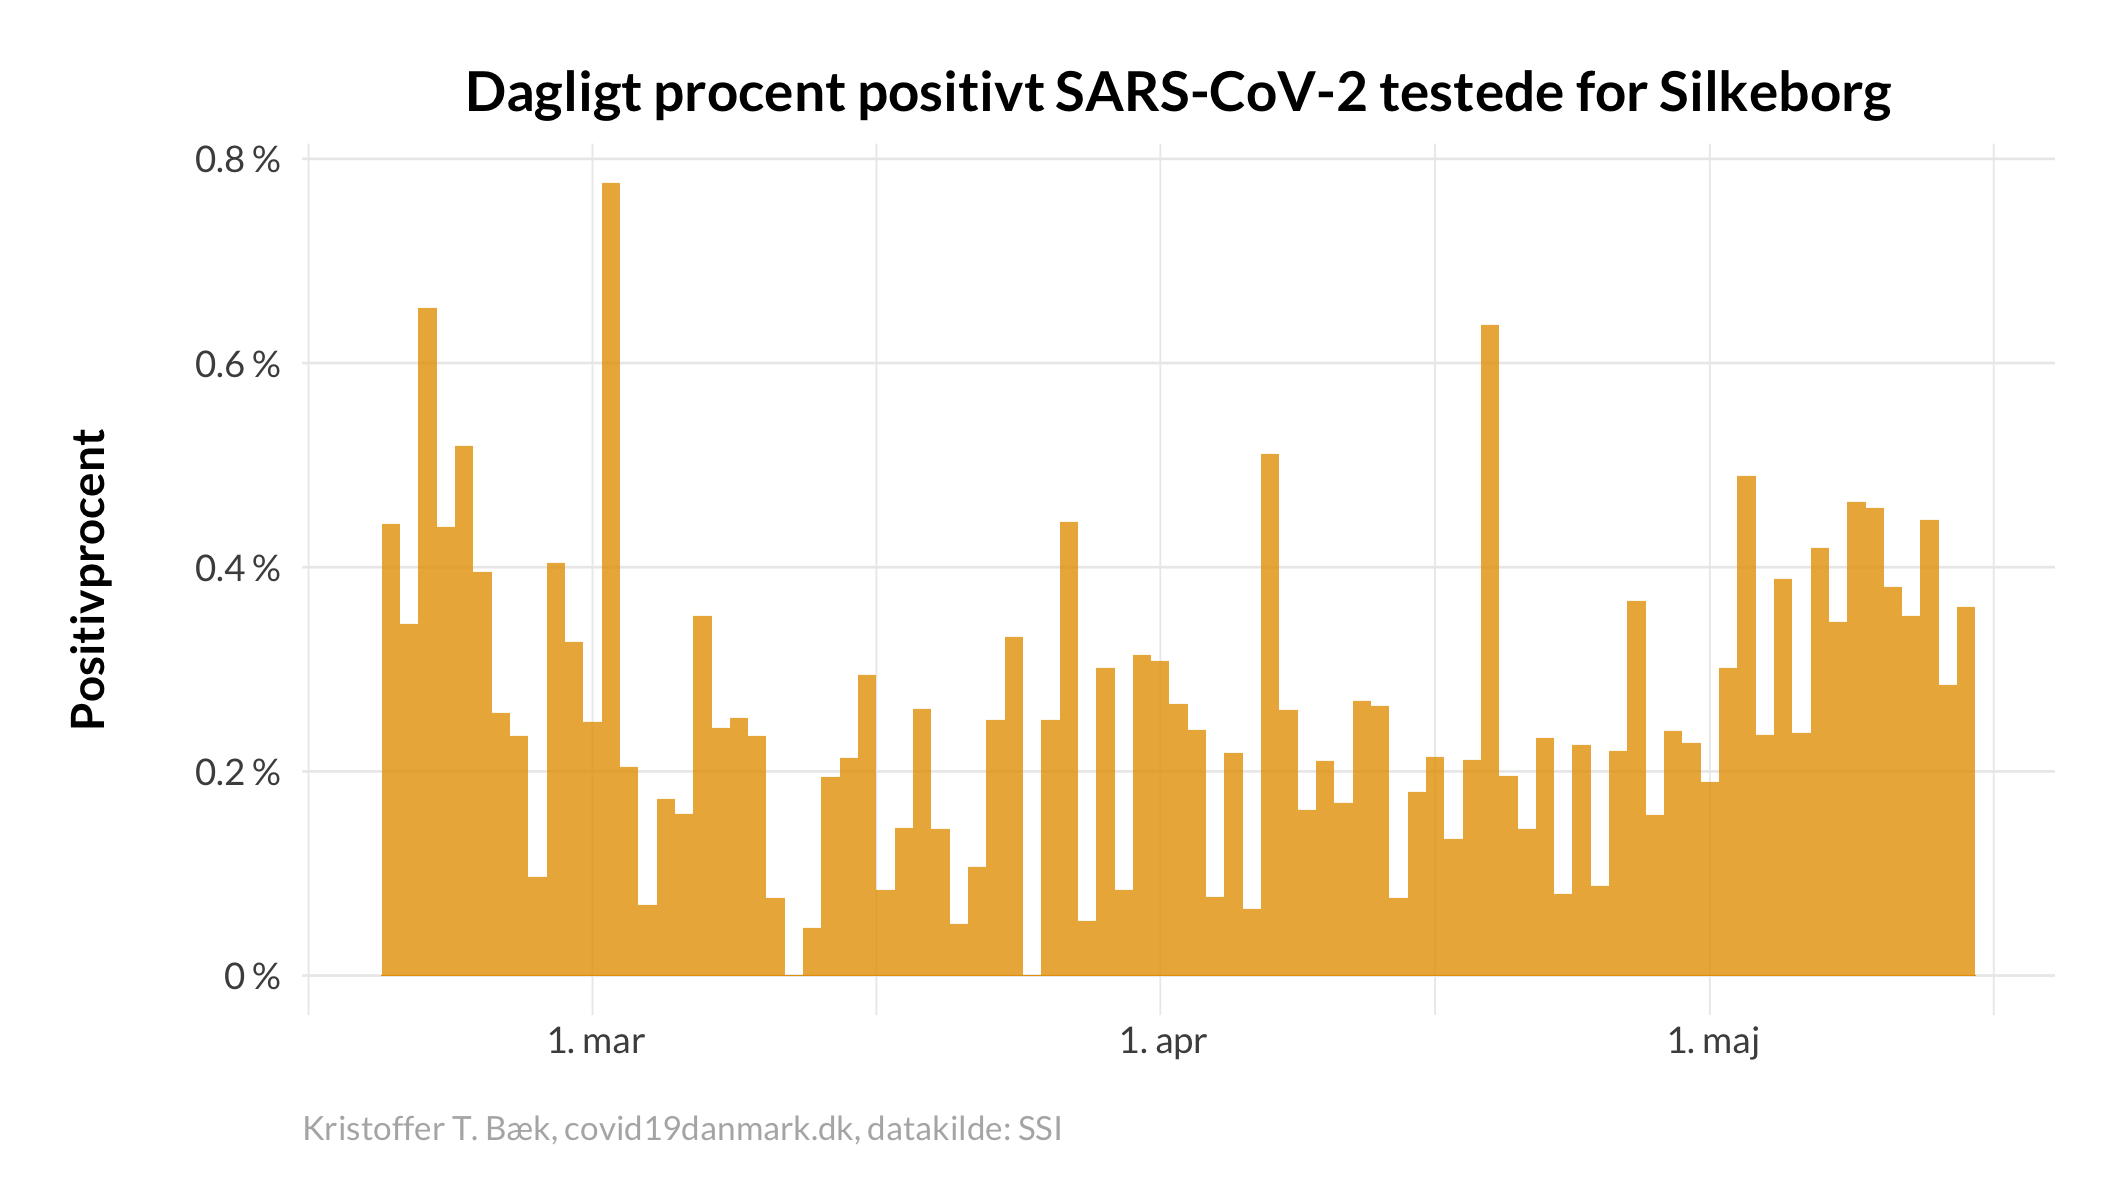 Dagligt procent positivt SARS-CoV-2 testede for Silkeborg
Positivprocent
0.8 %
0.6 %
0.4 %
0.2 %
0 %
1. mar
1. apr
1. maj
Kristoffer T. Bæk, covid19danmark.dk, datakilde: SSI